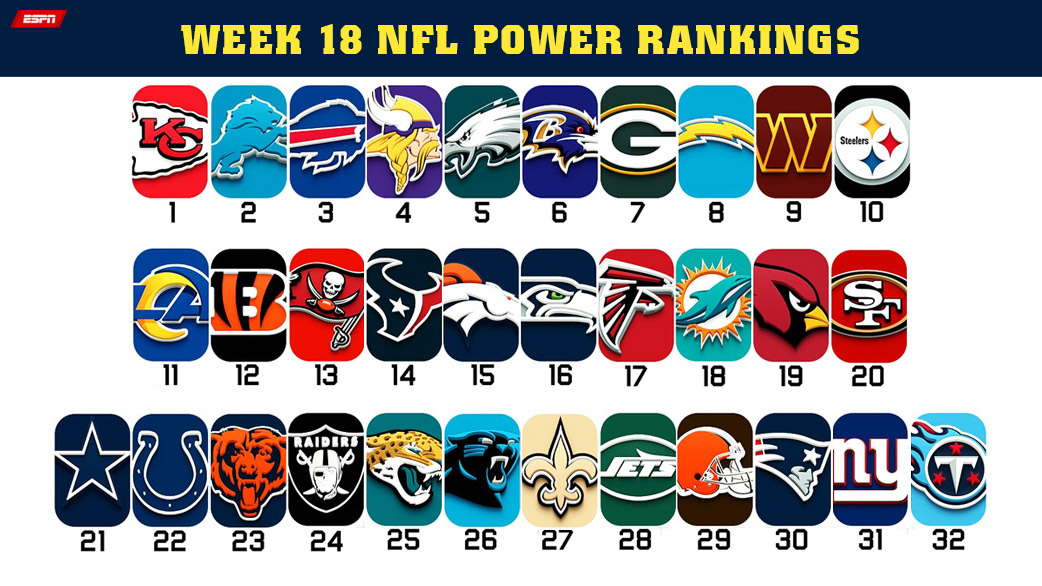 ESPN
WEEK 18 NFL POWER RANKINGS
KC
B
G
W
Steelers
1 2 3 4 5 6 7 8 9 10
LA
B
SF
11 12 13 14 15 16 17 18 19 20
RAIDERS
JETS
ny
T
21 22 23 24 25 26 27 28 29 30 31 32